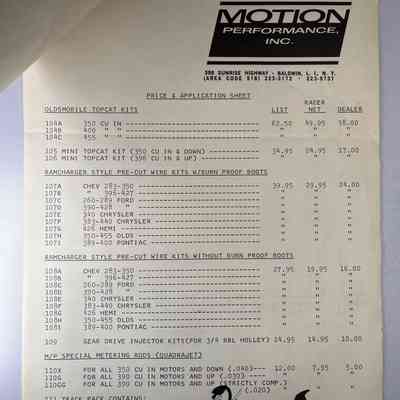 MOTION
PERFORMANCE,
INC.
598 SUNRISE HIGHWAY - BALDWIN, L. I. N. Y.
(AREA CODE 516) 223-3172 • 223-5737
PRICE & APPLICATION SHEET
RACER
OLDSMOBILE TOPCAT KITS LIST NET DEALER
104A 350 CU IN 62.50 49.95 38.00
104B 400 " " " " "
104C 455 " " " " "
105 MINI TOPCAT KIT (350 CU IN & DOWN) 34.95 24.95 17.00
106 MINI TOPCAT KIT (396 CU IN & UP) " " "
RAMCHARGER STYLE PRE-CUT WIRE KITS W/BURN PROOF BOOTS
107A CHEV 283-350 39.95 29.95 24.00
107B " 396-427 " " "
107C 260-289 FORD " " "
107D 390-428 " " " "
107E 340 CHRYSLER " " "
107F 383-440 CHRYSLER " " "
107G 426 HEMI " " "
107H 350-455 OLDS " " "
107I 389-400 PONTIAC " " "
RAMCHARGER STYLE PRE-CUT WIRE KITS WITHOUT BURN PROOF BOOTS
108A CHEV 283-350 27.95 19.95 16.00
108B " 396-427 " " "
108C 260-289 FORD " " "
108D 390-428 " " " "
108E 340 CHRYSLER " " "
108F 383-440 CHRYSLER " " "
108G 426 HEMI " " "
108H 350-455 OLDS " " "
108I 389-400 PONTIAC " " "
109 GEAR DRIVE INJECTOR KITS(FOR 3/4 BBL HOLLEY) 24.95 14.95 10.00
M/P SPECIAL METERING RODS (QUADRAJET)
110X FOR ALL 350 CU IN MOTORS AND DOWN (.040) 12.00 7.95 5.00
110G FOR ALL 390 CU IN MOTORS AND UP (.030) " " "
110GG FOR ALL 390 CU IN MOTORS AND UP (STRICTLY COMP.)
(.020) "
TRACK PACK CONTAINS: